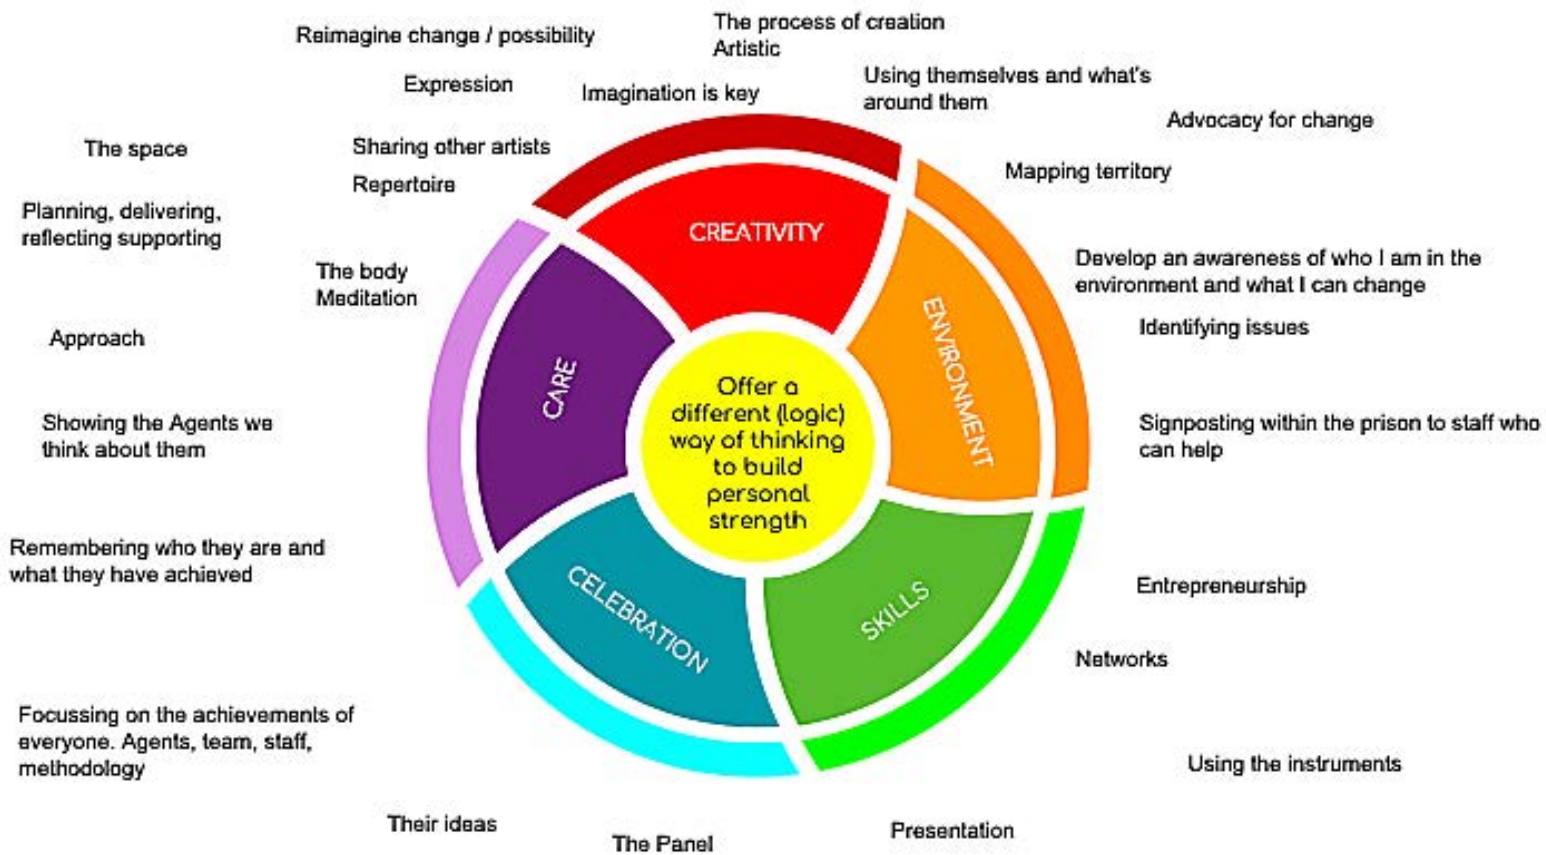 Reimagine change / possibility
The process of creation
Artistic
Expression
Imagination is key
Using themselves and what's
around them
Advocacy for change
The space
Sharing other artists
Repertoire
Mapping territory
Planning, delivering,
reflecting supporting
The body
Meditation
Develop an awareness of who I am in the
environment and what I can change
Approach
Identifying issues
Showing the Agents we
think about them
Signposting within the prison to staff who
can help
Remembering who they are and
what they have achieved
Entrepreneurship
Networks
Focussing on the achievements of
everyone. Agents, team, staff,
methodology
Using the instruments
Their ideas
The Panel
Presentation
CREATIVITY
ENVIRONMENT
SKILLS
CELEBRATION
CARE
Offer a
different (logic)
way of thinking
to build
personal
strength